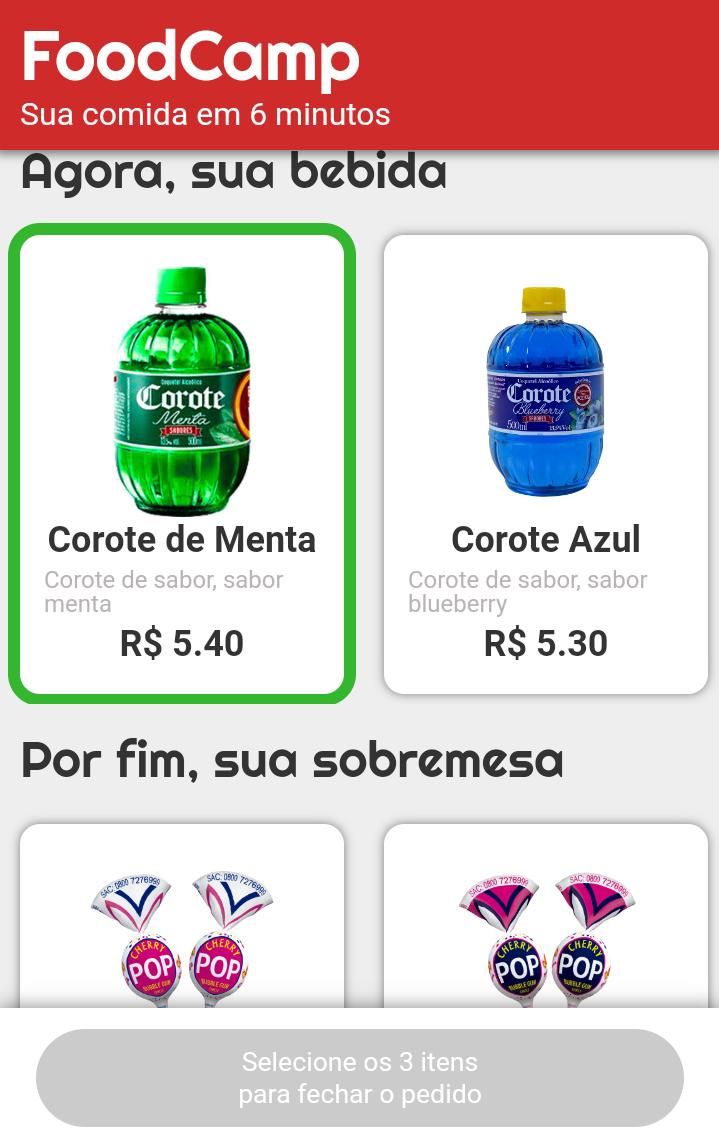 FoodCamp
Sua comida em 6 minutos
Agora, sua bebida
Coquetel Alcoólico
Corote
Menta
SABORES
500ml
Coquetel Alcoólico
Corote
Blueberry
SABORES
500ml
Corote de Menta
Corote Azul
Corote de sabor, sabor
menta
Corote de sabor, sabor
blueberry
R$ 5.40
R$ 5.30
Por fim, sua sobremesa
SAC: 0800 7276999
SAC: 0800 7276999
SAC: 0800 7276999
SAC: 0800 7276999
CHERRY
POP
BUBBLE GUM
CHERRY
POP
BUBBLE GUM
CHERRY
POP
BUBBLE GUM
CHERRY
POP
BUBBLE GUM
Selecione os 3 itens
para fechar o pedido